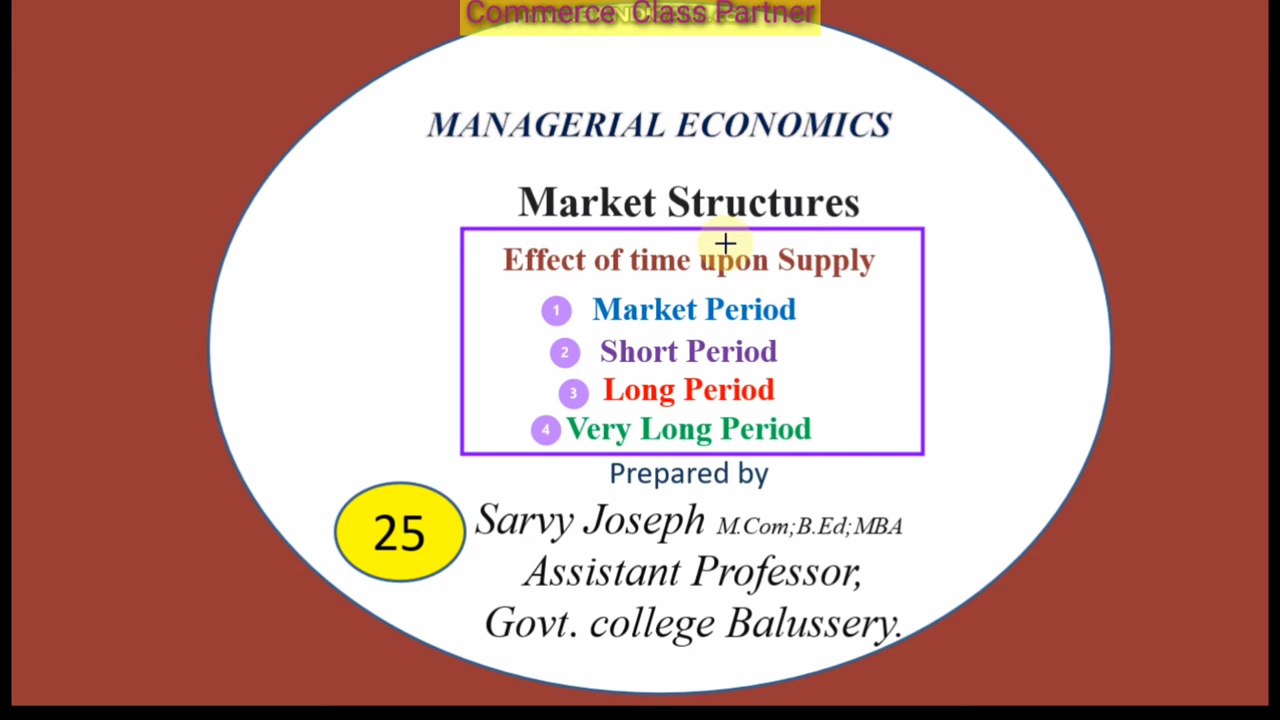 Commerce Class Partner
MANAGERIAL ECONOMICS
Market Structures
Effect of time upon Supply
1 Market Period
2 Short Period
3 Long Period
4 Very Long Period
Prepared by
25
Sarvy Joseph M.Com;B.Ed;MBA
Assistant Professor,
Govt. college Balussery.